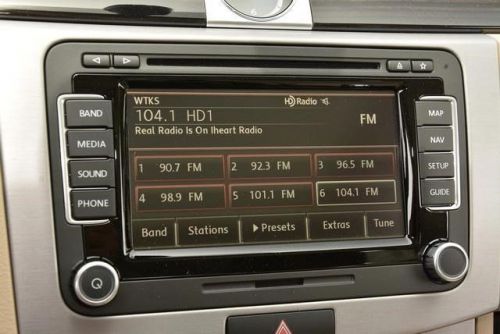 6
BAND
MEDIA
SOUND
PHONE
WTKS
HD Radio
104.1 HD1
FM
Real Radio Is On Iheart Radio
1 90.7 FM
2 92.3 FM
3 96.5 FM
4 98.9 FM
5 101.1 FM
6 104.1 FM
Band
Stations
Presets
Extras
Tune
MAP
NAV
SETUP
GUIDE